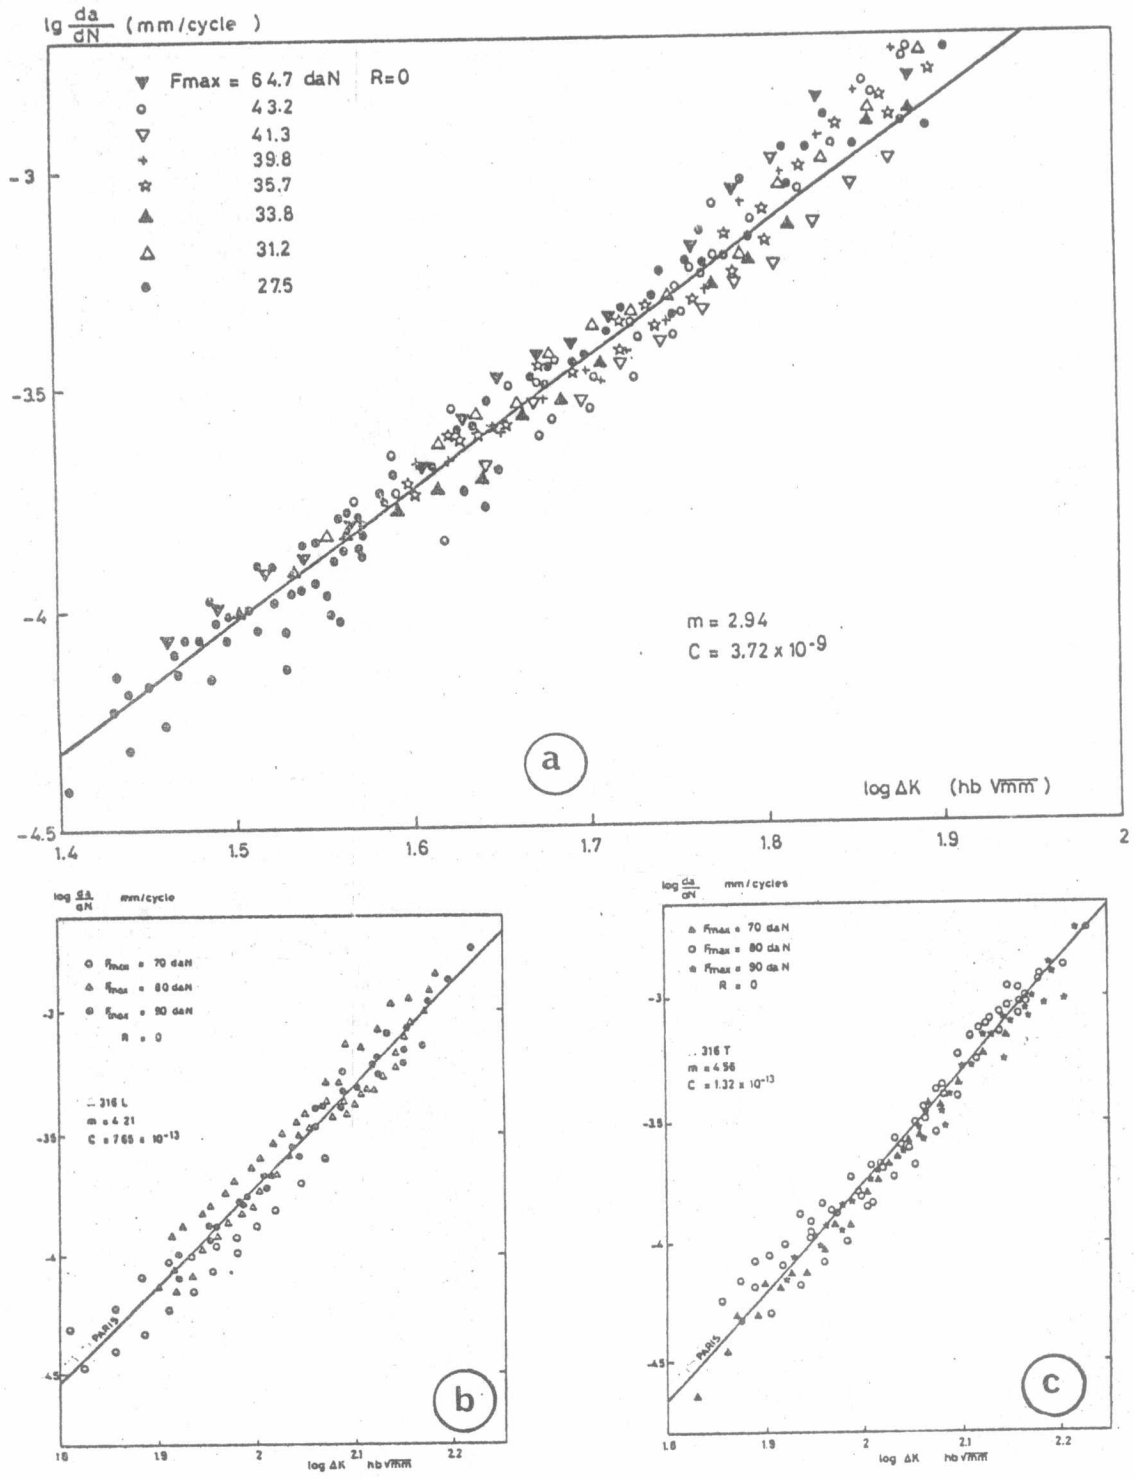 lg da/dN (mm/cycle)
Fmax = 64.7 daN R=0
43.2
41.3
39.8
35.7
33.8
31.2
27.5
-3
-3.5
-4
-4.5
m = 2.94
C = 3.72 x 10-9
a
log ΔK (hb √mm)
1.4 1.5 1.6 1.7 1.8 1.9 2
log da/dN mm/cycle
Fmax = 70 daN
Fmax = 80 daN
Fmax = 90 daN
R = 0
-3
316 L
m = 4.21
C = 7.65 x 10-13
-3.5
-4
PARIS
-4.5
b
1.8 1.9 2 2.1 2.2
log ΔK hb√mm
log da/dN mm/cycles
Fmax = 70 daN
Fmax = 80 daN
Fmax = 90 daN
R = 0
-3
316 T
m = 4.56
C = 1.32 x 10-13
-3.5
-4
PARIS
-4.5
c
1.8 1.9 2 2.1 2.2
log ΔK hb√mm